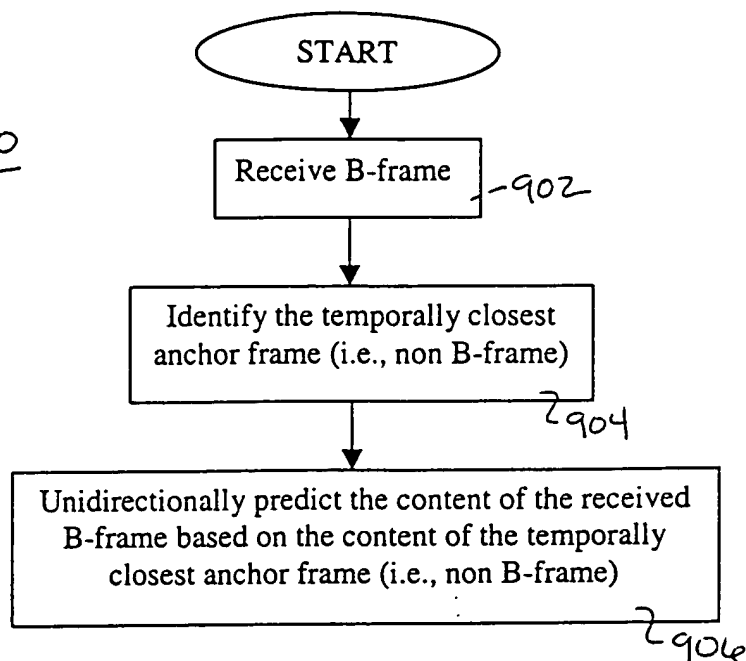 START
Receive B-frame
902
Identify the temporally closest
anchor frame (i.e., non B-frame)
904
Unidirectionally predict the content of the received
B-frame based on the content of the temporally
closest anchor frame (i.e., non B-frame)
906